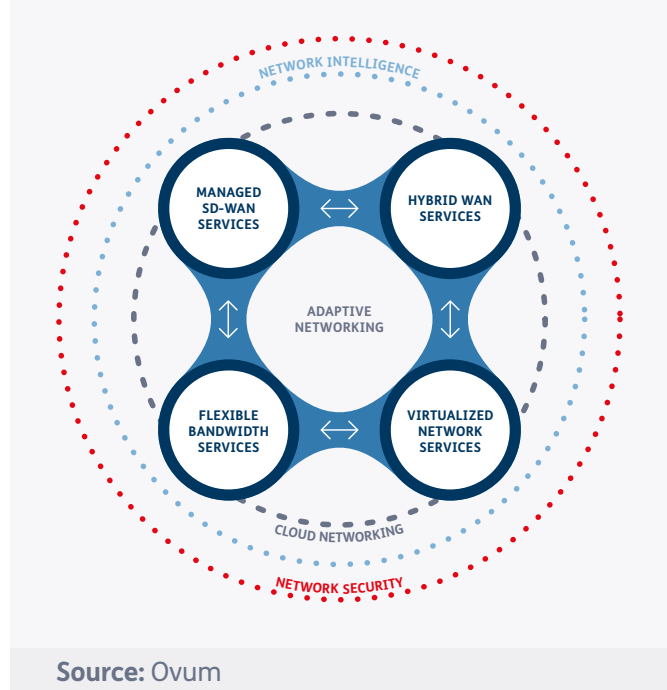 NETWORK INTELLIGENCE
MANAGED
SD-WAN
SERVICES
HYBRID WAN
SERVICES
ADAPTIVE
NETWORKING
FLEXIBLE
BANDWIDTH
SERVICES
VIRTUALIZED
NETWORK
SERVICES
CLOUD NETWORKING
NETWORK SECURITY
Source: Ovum